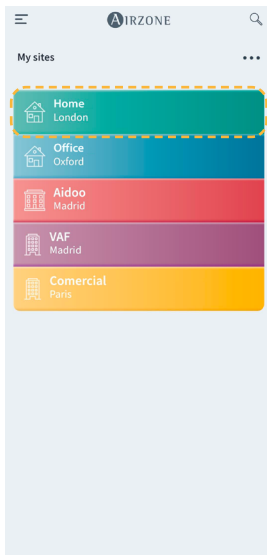 AIRZONE
My sites
Home
London
Office
Oxford
Aidoo
Madrid
VAF
Madrid
Comercial
Paris